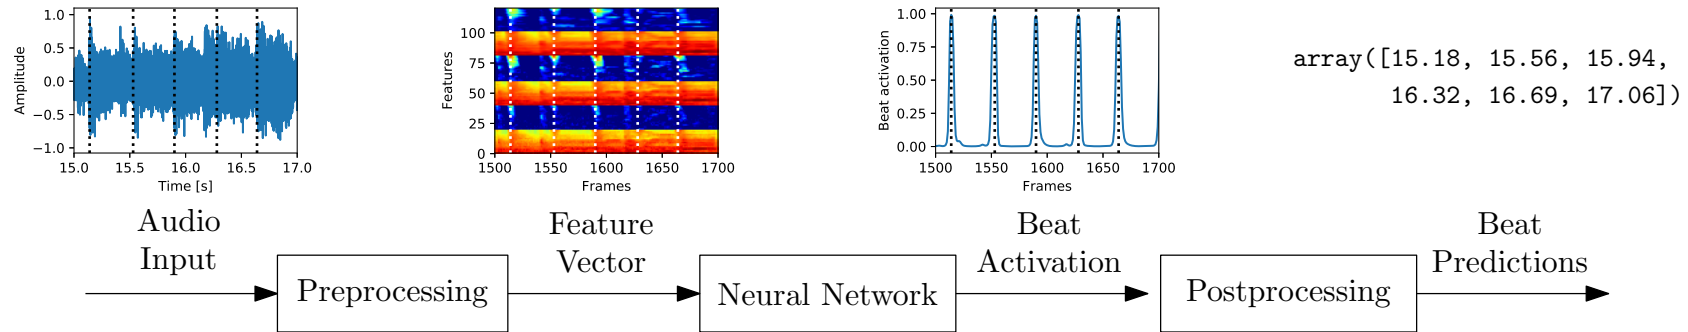 1.0
0.5
0.0
−0.5
−1.0
Amplitude
15.0 15.5 16.0 16.5 17.0
Time [s]
100
75
50
25
0
Features
1500 1550 1600 1650 1700
Frames
1.00
0.75
0.50
0.25
0.00
Beat activation
1500 1550 1600 1650 1700
Frames
array([15.18, 15.56, 15.94,
16.32, 16.69, 17.06])
Audio
Input
Preprocessing
Feature
Vector
Neural Network
Beat
Activation
Postprocessing
Beat
Predictions